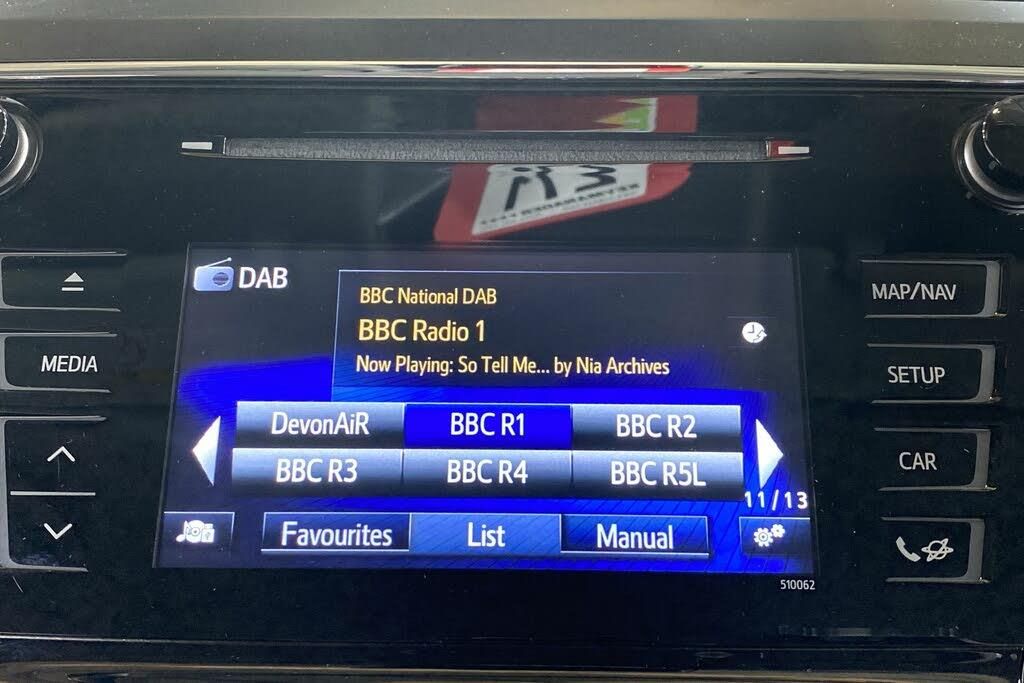 DAB
BBC National DAB
BBC Radio 1
Now Playing: So Tell Me... by Nia Archives
DevonAiR BBC R1 BBC R2
BBC R3 BBC R4 BBC R5L
11/13
Favourites List Manual
510062
MEDIA
MAP/NAV
SETUP
CAR